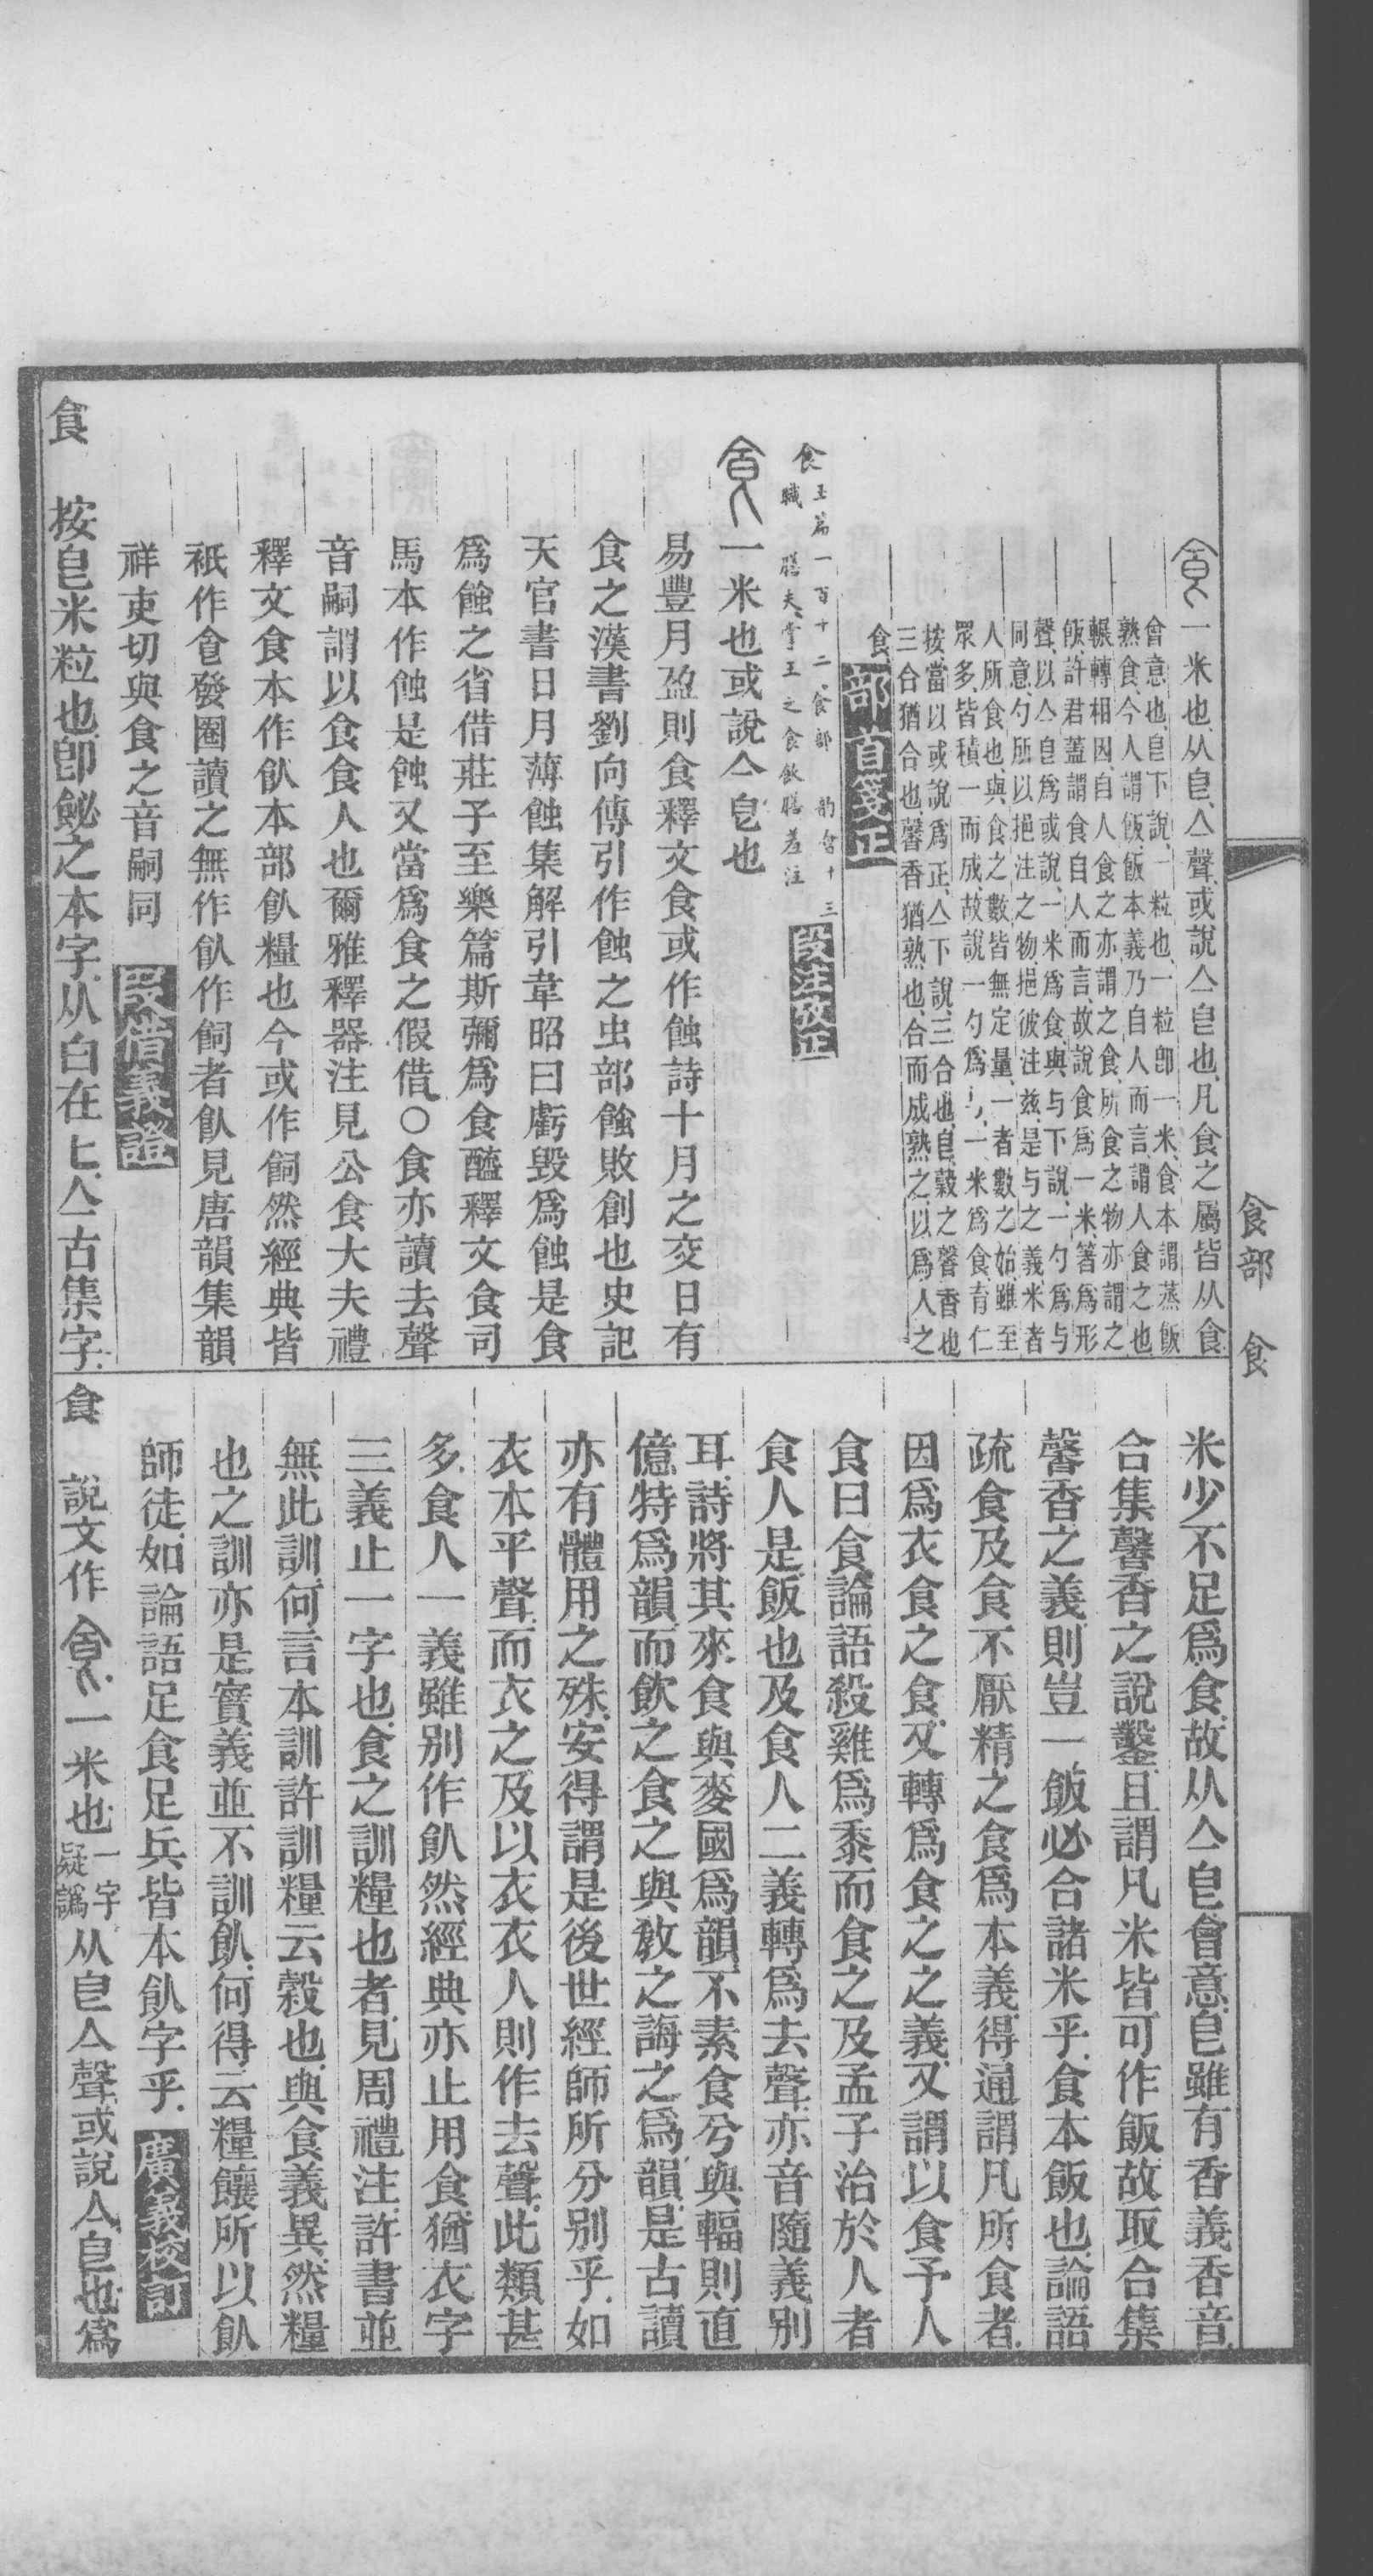 食一米也从皀亼聲或說亼皀也凡食之屬皆从食
會意也皀下說一粒也一粒卽一米食本謂蒸飯
熟食今人謂飯飯本義乃自人而言謂人食之也
輾轉相因自人食之亦謂之食所食之物亦謂之
飯許君蓋謂食自人而言故說食爲一米著爲形
聲以亼皀爲或說一米爲食與与下說一勺爲与
同意勺所以挹注之物挹彼注兹是与之義米者
人所食也與食之數皆無定量一者數之始雖至
眾多皆積一而成故說一勺爲与一米爲食育仁
按當以或說爲正亼下說三合也皀穀之馨香也
三合猶合也馨香猶熟也合而成熟之以爲人之
食 部首箋正
食 玉篇一百十二食部 韵會十三
職 膳夫掌王之食飲膳羞注 段注攷正
食一米也或說亼皀也
易豐月盈則食釋文食或作蝕詩十月之交日有
食之漢書劉向傳引作蝕之虫部餯敗創也史記
天官書日月薄蝕集解引韋昭曰虧毀爲蝕是食
爲餯之省借莊子至樂篇斯彌爲食醯釋文食司
馬本作蝕是蝕又當爲食之假借○食亦讀去聲
音嗣謂以食食人也爾雅釋器注見公食大夫禮
釋文食本作飤本部飤糧也今或作飼然經典皆
祇作食發圈讀之無作飤作飼者飤見唐韻集韻
祥吏切與食之音嗣同 段借義證
食 按皀米粒也卽䬪之本字从白在匕亼古集字
米少不足爲食故从亼皀會意皀雖有香義香音
合集馨香之說鑿且謂凡米皆可作飯故取合集
馨香之義則豈一飯必合諸米乎食本飯也論語
疏食及食不厭精之食爲本義得通謂凡所食者
因爲衣食之食又轉爲食之之義又謂以食予人
食曰食論語殺雞爲黍而食之及孟子治於人者
食人是飯也及食人二義轉爲去聲亦音隨義別
耳詩將其來食與麥國爲韻不素食兮與輻則直
億特爲韻而飲之食之與敎之誨之爲韻是古讀
亦有體用之殊安得謂是後世經師所分別乎如
衣本平聲而衣之及以衣衣人則作去聲此類甚
多食人一義雖別作飤然經典亦止用食猶衣字
三義止一字也食之訓糧也者見周禮注許書並
無此訓何言本訓許訓糧云穀也與食義異然糧
也之訓亦是實義並不訓飤何得云糧饟所以飤
師徒如論語足食足兵皆本飤字乎 廣義校訂
食 說文作食一米也一字疑譌从皀亼聲或說亼皀也爲
食部 食